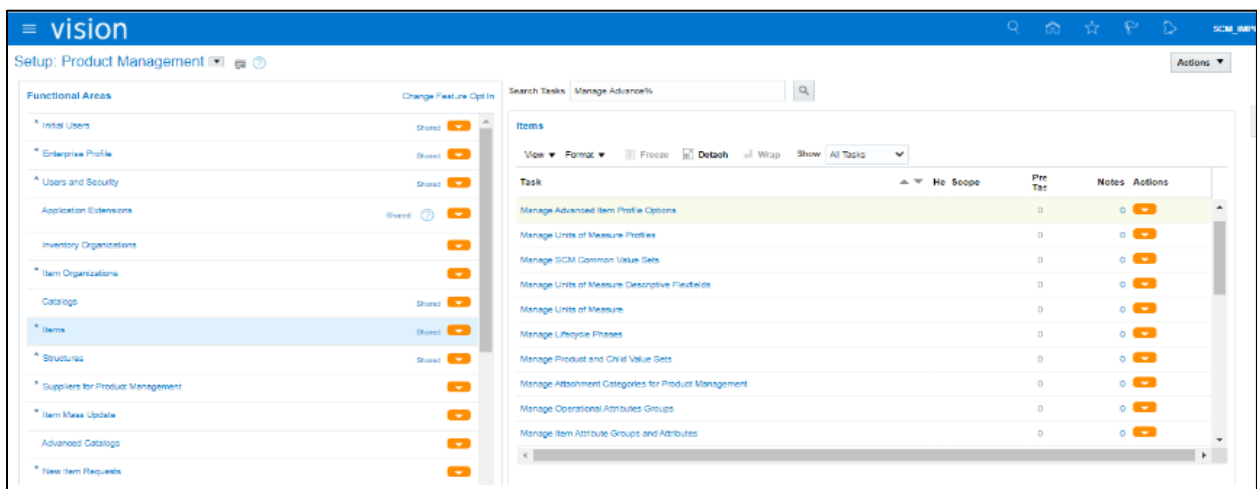 vision
SCM_IMPL
Setup: Product Management
Actions
Functional Areas
Change Feature Opt In
* Initial Users Shared
* Enterprise Profile Shared
* Users and Security Shared
Application Extensions Shared
Inventory Organizations
* Item Organizations
Catalogs Shared
* Items Shared
* Structures Shared
* Suppliers for Product Management
* Item Mass Update
Advanced Catalogs
* New Item Requests
Search Tasks Manage Advance%
Items
View Format Freeze Detach Wrap Show All Tasks
Task He Scope Pre Notes Actions
Tas
Manage Advanced Item Profile Options 0 0
Manage Units of Measure Profiles 0 0
Manage SCM Common Value Sets 0 0
Manage Units of Measure Descriptive Flexfields 0 0
Manage Units of Measure 0 0
Manage Lifecycle Phases 0 0
Manage Product and Child Value Sets 0 0
Manage Attachment Categories for Product Management 0 0
Manage Operational Attributes Groups 0 0
Manage Item Attribute Groups and Attributes 0 0